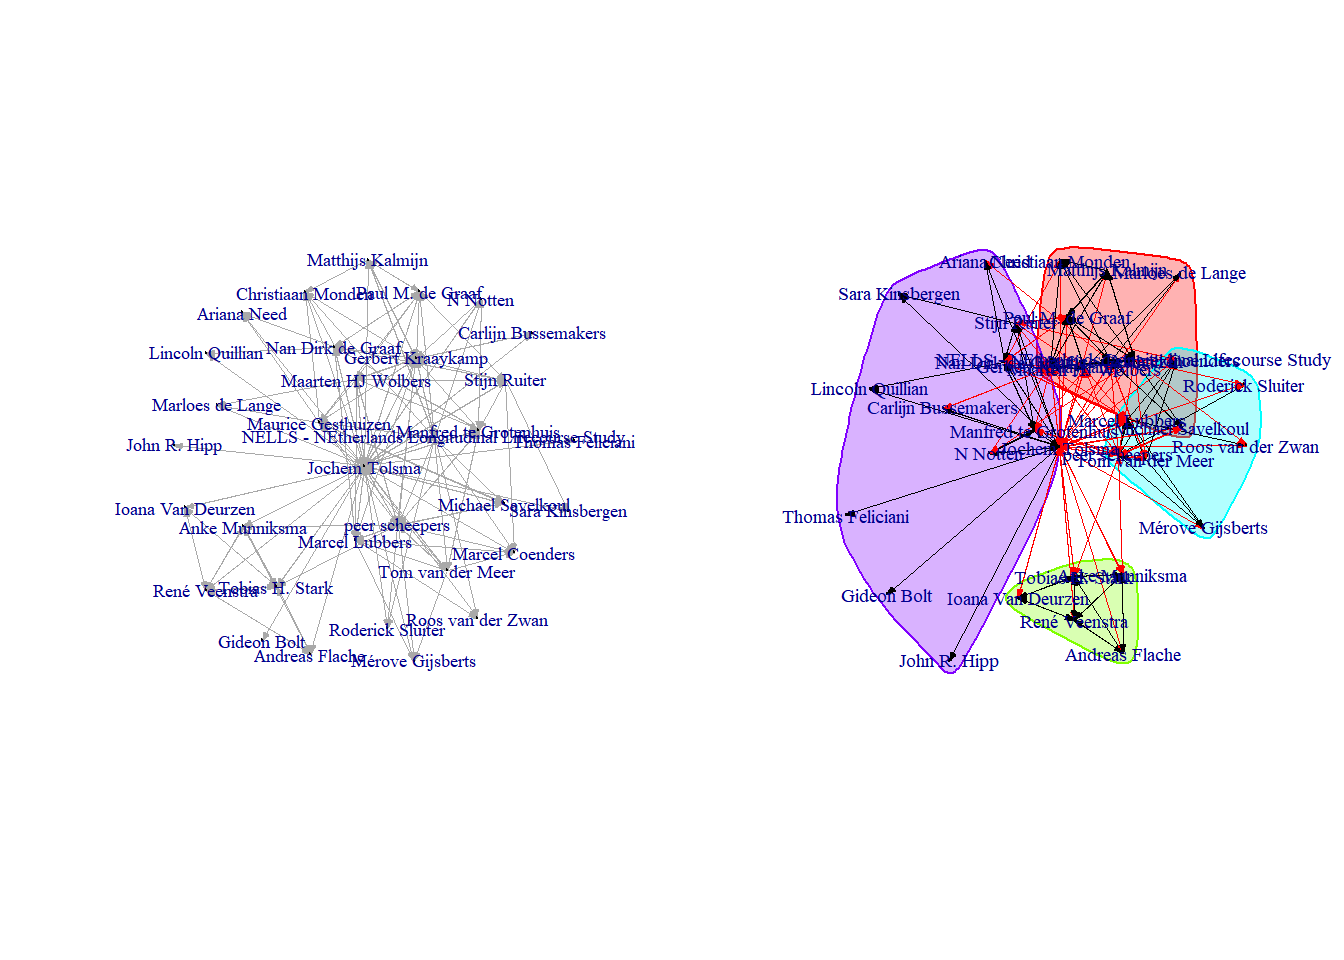 Matthijs Kalmijn
Christiaan Monden
Paul M. de Graaf
N Notten
Ariana Need
Carlijn Bussemakers
Lincoln Quillian
Nan Dirk de Graaf
Gerbert Kraaykamp
Maarten HJ Wolbers
Stijn Ruiter
Marloes de Lange
Maurice Gesthuizen
Manfred te Grotenhuis
NELLS - NEtherlands Longitudinal Lifecourse Study
Thomas Feliciani
John R. Hipp
Jochem Tolsma
Michael Savelkoul
Sara Kinsbergen
Ioana Van Deurzen
Anke Munniksma
peer scheepers
Marcel Lubbers
Marcel Coenders
Tom van der Meer
René Veenstra
Tobias H. Stark
Roos van der Zwan
Roderick Sluiter
Gideon Bolt
Andreas Flache
Mérove Gijsberts
Ariana Need
Christiaan Monden
Matthijs Kalmijn
Marloes de Lange
Sara Kinsbergen
Paul M. de Graaf
Stijn Ruiter
Lifecourse Study
Roderick Sluiter
Lincoln Quillian
Carlijn Bussemakers
Marcel Lubbers
Michael Savelkoul
Manfred te Grotenhuis
Roos van der Zwan
N Notten
Jochem Tolsma
peer scheepers
Tom van der Meer
Thomas Feliciani
Mérove Gijsberts
Tobias H. Stark
Anke Munniksma
Gideon Bolt
Ioana Van Deurzen
René Veenstra
Andreas Flache
John R. Hipp